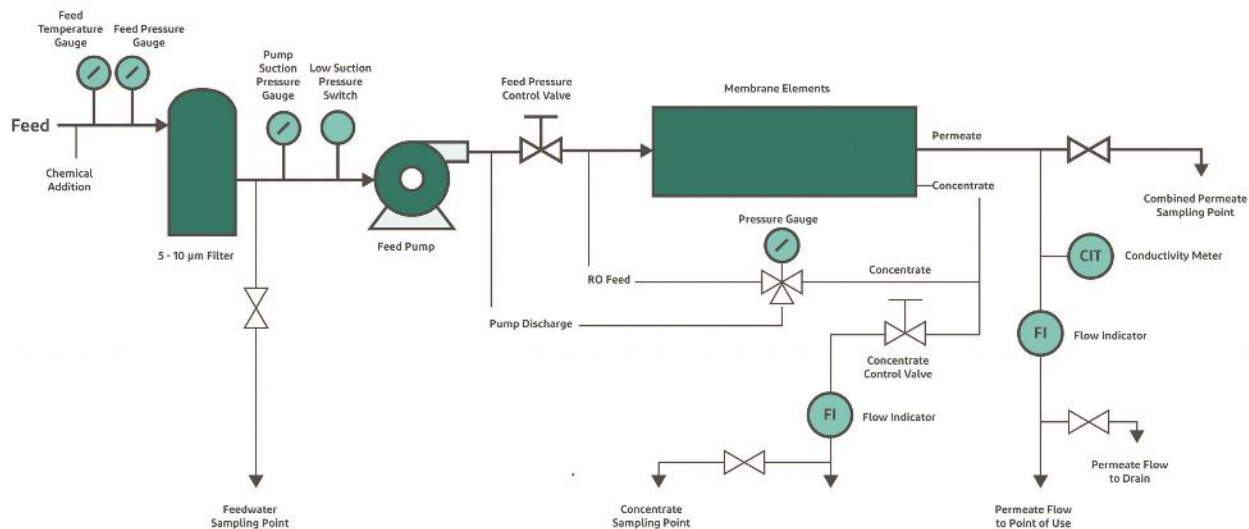 Feed
Temperature
Gauge
Feed Pressure
Gauge
Pump
Suction
Pressure
Gauge
Low Suction
Pressure
Switch
Feed Pressure
Control Valve
Membrane Elements
Feed
Chemical
Addition
Permeate
Concentrate
Combined Permeate
Sampling Point
5 - 10 µm Filter
Feed Pump
Pressure Gauge
CIT
Conductivity Meter
RO Feed
Concentrate
Pump Discharge
Concentrate
Control Valve
FI
Flow Indicator
FI
Flow Indicator
Permeate Flow
to Drain
Feedwater
Sampling Point
Concentrate
Sampling Point
Permeate Flow
to Point of Use